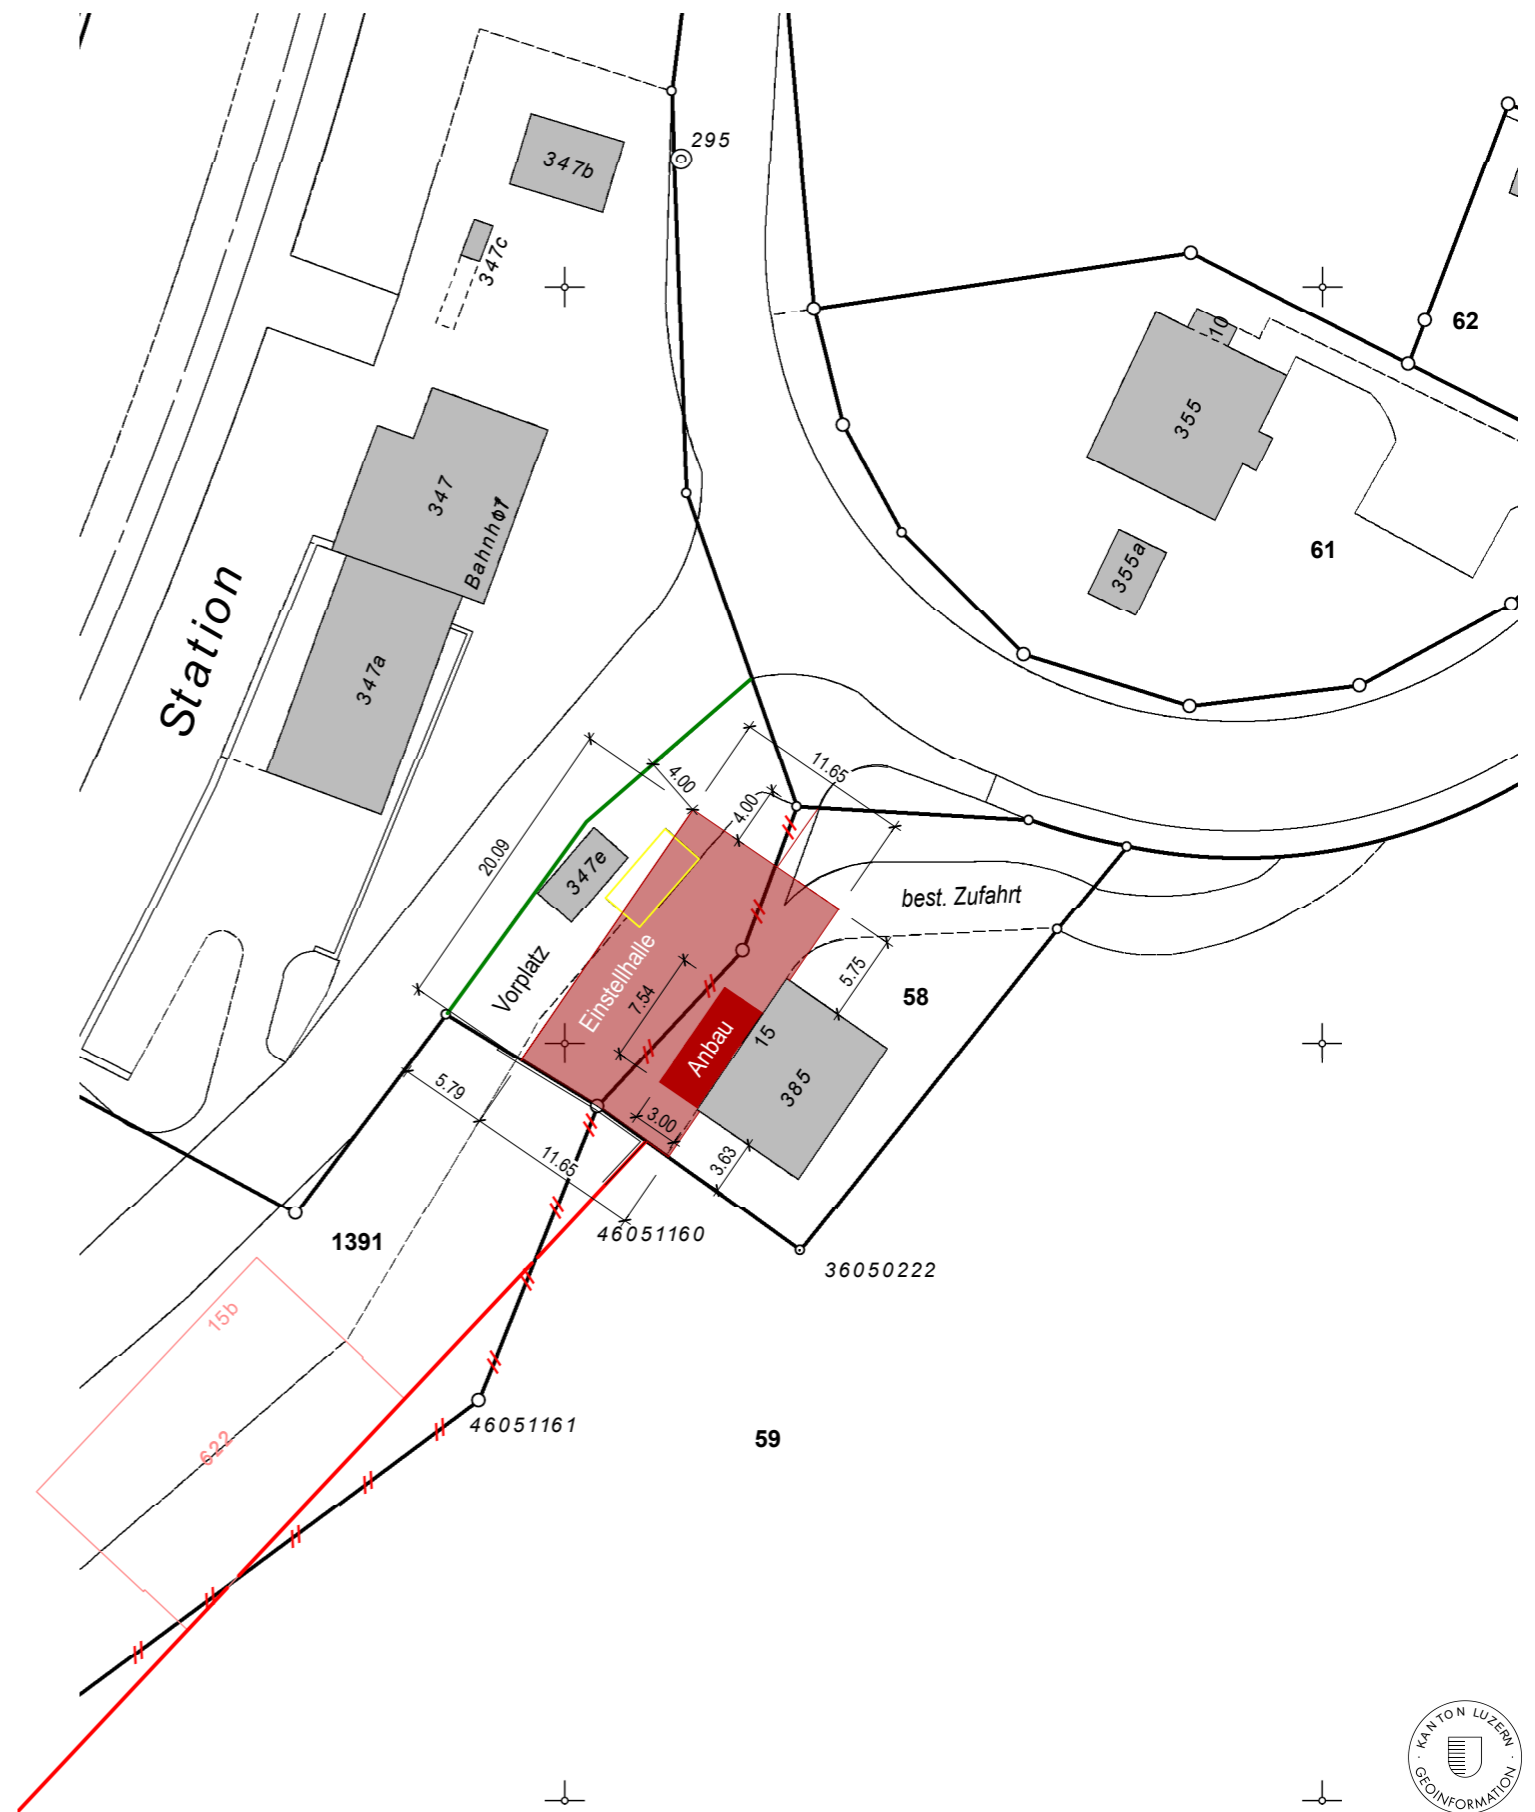 295
347b
347c
62
10
355
347
Bahnhof
61
355a
Station
347a
11.65
4.00
4.00
20.09
347e
best. Zufahrt
Einstellhalle
Vorplatz
5.75
58
7.54
15
Anbau
385
5.79
3.00
3.63
11.65
46051160
1391
36050222
15b
46051161
59
622
KANTON LUZERN
GEOINFORMATION